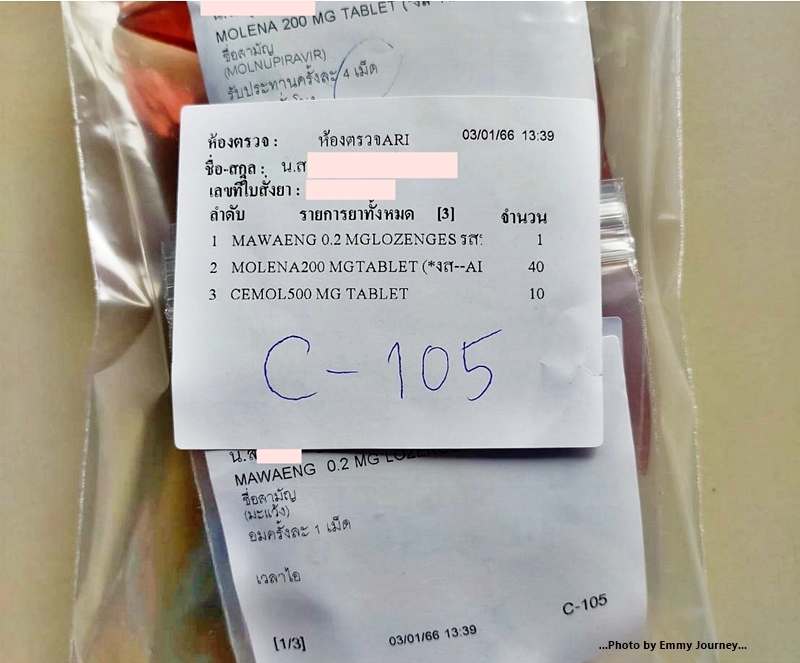 MOLENA 200 MG TABLET (*งส
ชื่อสามัญ
(MOLNUPIRAVIR)
รับประทานครั้งละ 4 เม็ด
ห้องตรวจ : ห้องตรวจARI 03/01/66 13:39
ชื่อ-สกุล : น.ส
เลขที่ใบสั่งยา :
ลำดับ รายการยาทั้งหมด [3] จำนวน
1 MAWAENG 0.2 MGLOZENGES รส: 1
2 MOLENA200 MGTABLET (*งส--AI 40
3 CEMOL500 MG TABLET 10
C-105
น.ส
MAWAENG 0.2 MG LOZENGES
ชื่อสามัญ
(มะแว้ง)
อมครั้งละ 1 เม็ด
เวลาไอ
C-105
[1/3] 03/01/66 13:39
...Photo by Emmy Journey...